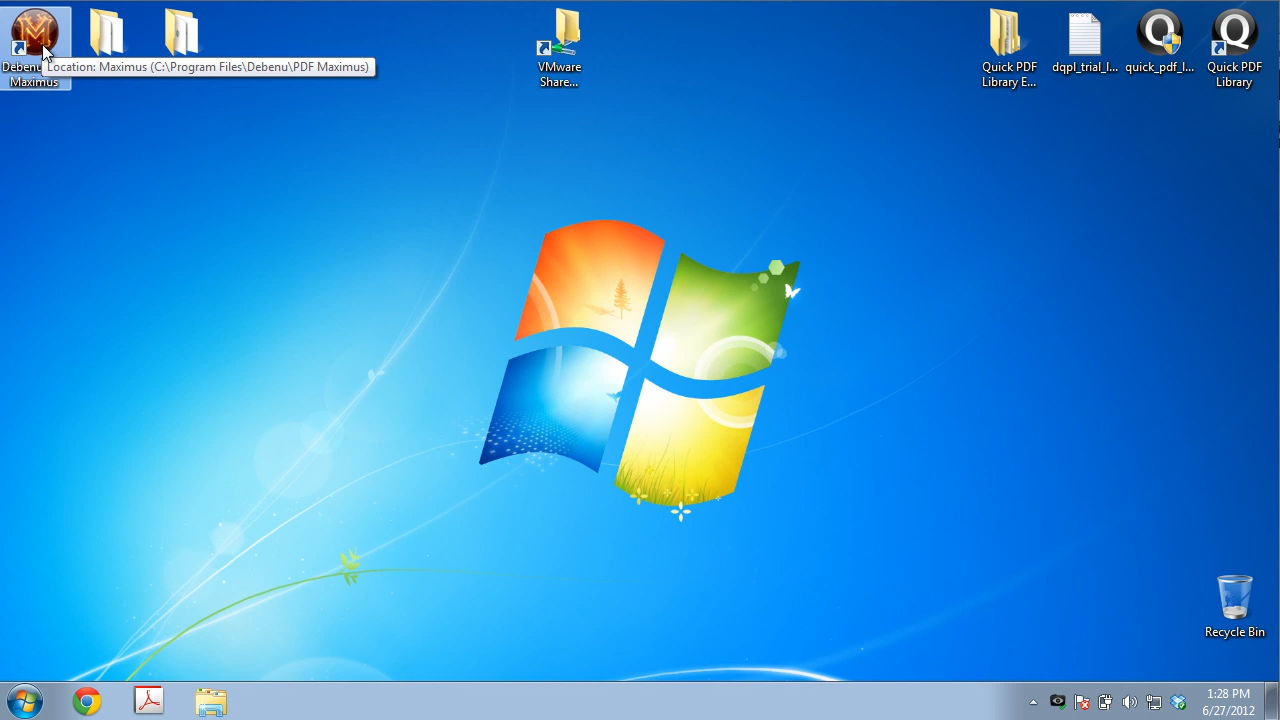 Debenu
Location: Maximus (C:\Program Files\Debenu\PDF Maximus)
Maximus
VMware
Share...
Quick PDF
Library E...
dqpl_trial_l...
quick_pdf_l...
Quick PDF
Library
Recycle Bin
1:28 PM
6/27/2012